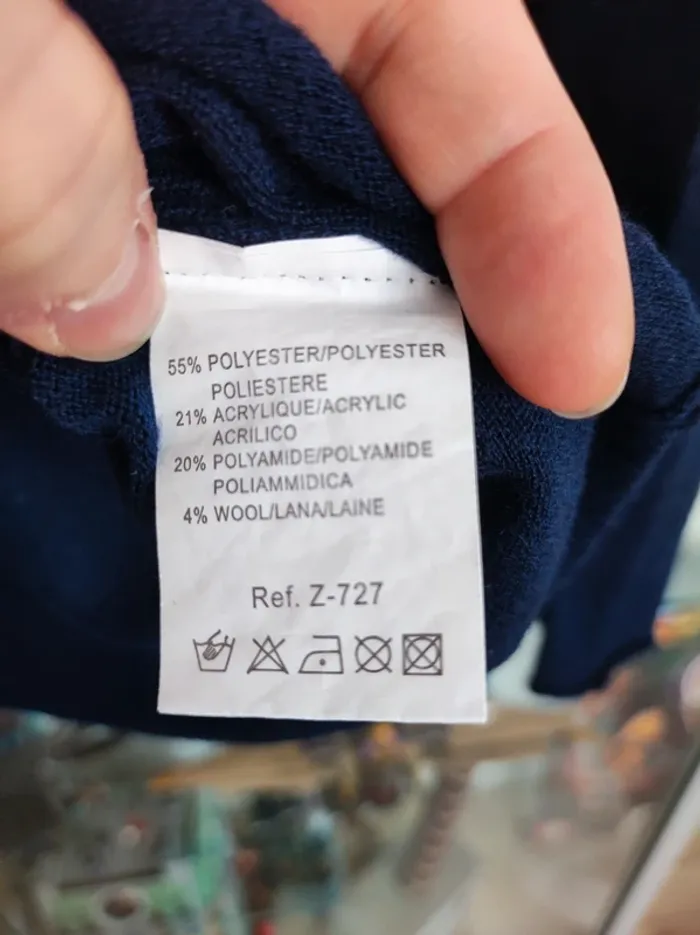 55% POLYESTER/POLYESTER
POLIESTERE
21% ACRYLIQUE/ACRYLIC
ACRILICO
20% POLYAMIDE/POLYAMIDE
POLIAMMIDICA
4% WOOL/LANA/LAINE
Ref. Z-727